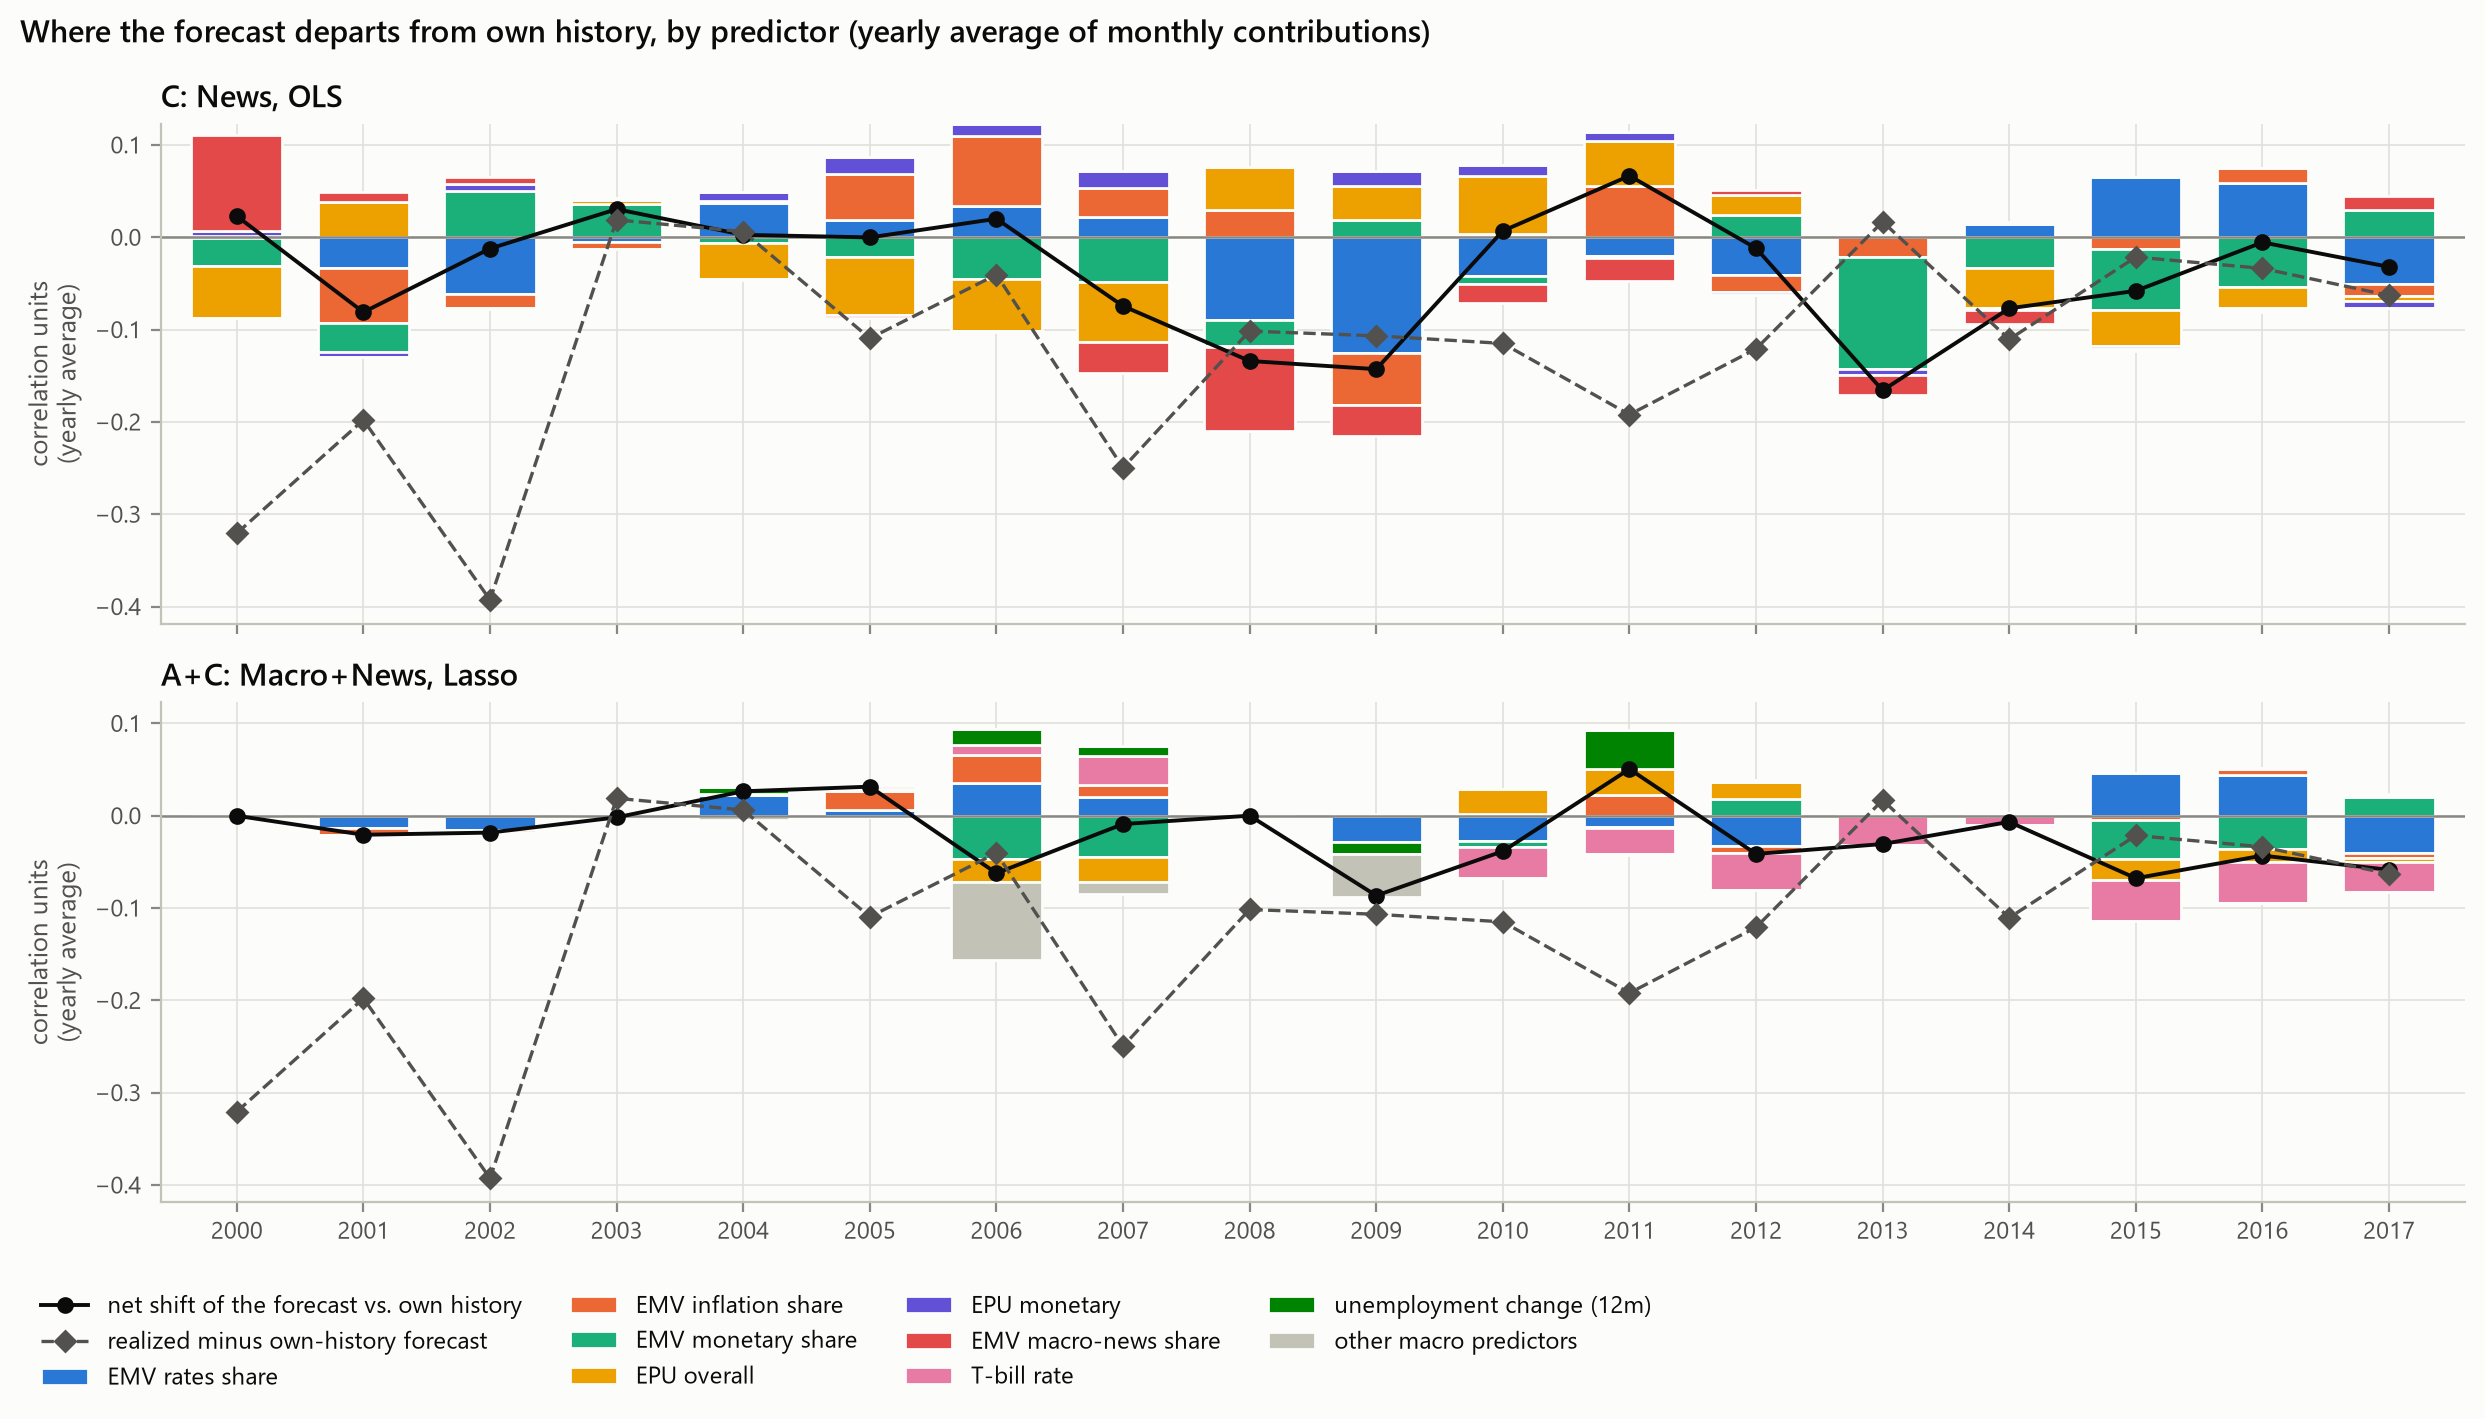 Where the forecast departs from own history, by predictor (yearly average of monthly contributions)
C: News, OLS
0.1
0.0
−0.1
−0.2
−0.3
−0.4
correlation units
(yearly average)
A+C: Macro+News, Lasso
0.1
0.0
−0.1
−0.2
−0.3
−0.4
correlation units
(yearly average)
2000 2001 2002 2003 2004 2005 2006 2007 2008 2009 2010 2011 2012 2013 2014 2015 2016 2017
net shift of the forecast vs. own history
realized minus own-history forecast
EMV rates share
EMV inflation share
EMV monetary share
EPU overall
EPU monetary
EMV macro-news share
T-bill rate
unemployment change (12m)
other macro predictors